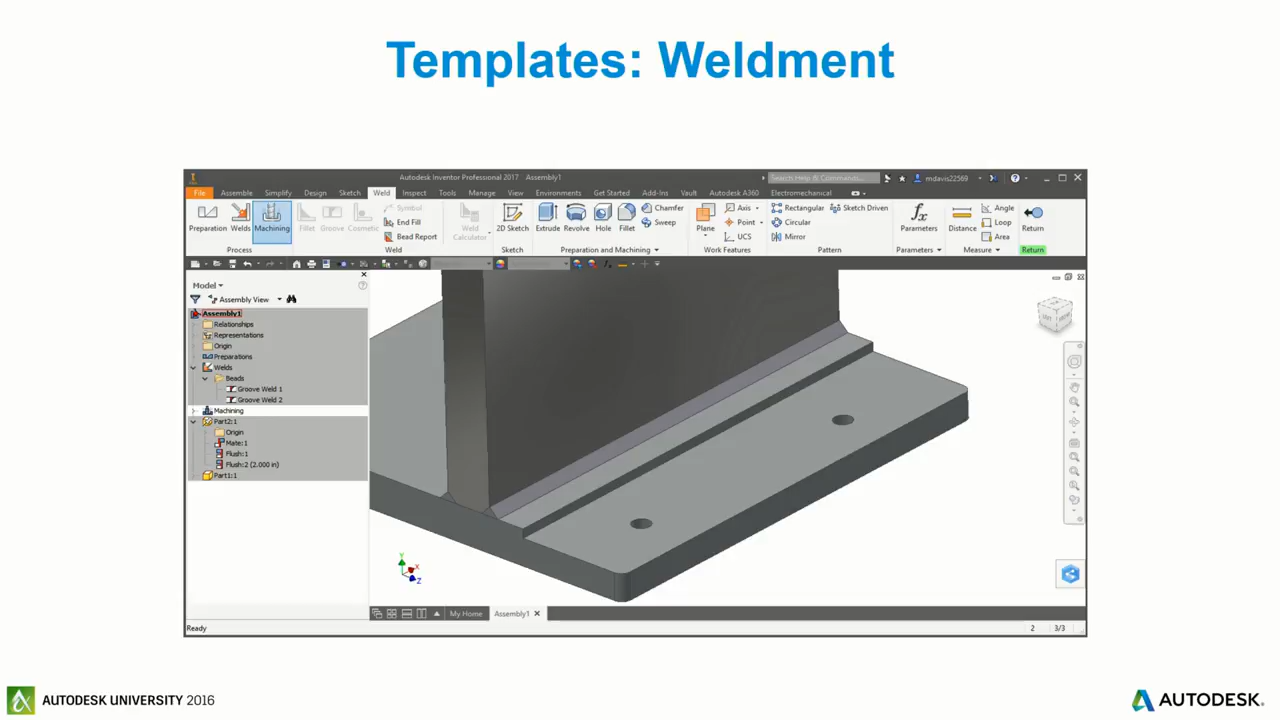 Templates: Weldment
Autodesk Inventor Professional 2017 Assembly1
Search Help & Commands...
mdavis22569
File Assemble Simplify Design Sketch Weld Inspect Tools Manage View Environments Get Started Add-Ins Vault Autodesk A360 Electromechanical
Preparation Welds Machining
Process
Fillet Groove Cosmetic
Symbol
End Fill
Bead Report
Weld
Weld Calculator
2D Sketch
Sketch
Extrude Revolve Hole Fillet
Chamfer
Sweep
Preparation and Machining
Plane
Axis
Point
UCS
Work Features
Rectangular Sketch Driven
Circular
Mirror
Pattern
fx
Parameters
Parameters
Distance
Angle
Loop
Area
Measure
Return
Return
Model
Assembly View
Assembly1
Relationships
Representations
Origin
Preparations
Welds
Beads
Groove Weld 1
Groove Weld 2
Machining
Part2:1
Origin
Mate:1
Flush:1
Flush:2 (2.000 in)
Part1:1
Y
X
Z
My Home Assembly1
Ready
2 3/3
AUTODESK UNIVERSITY 2016
AUTODESK.